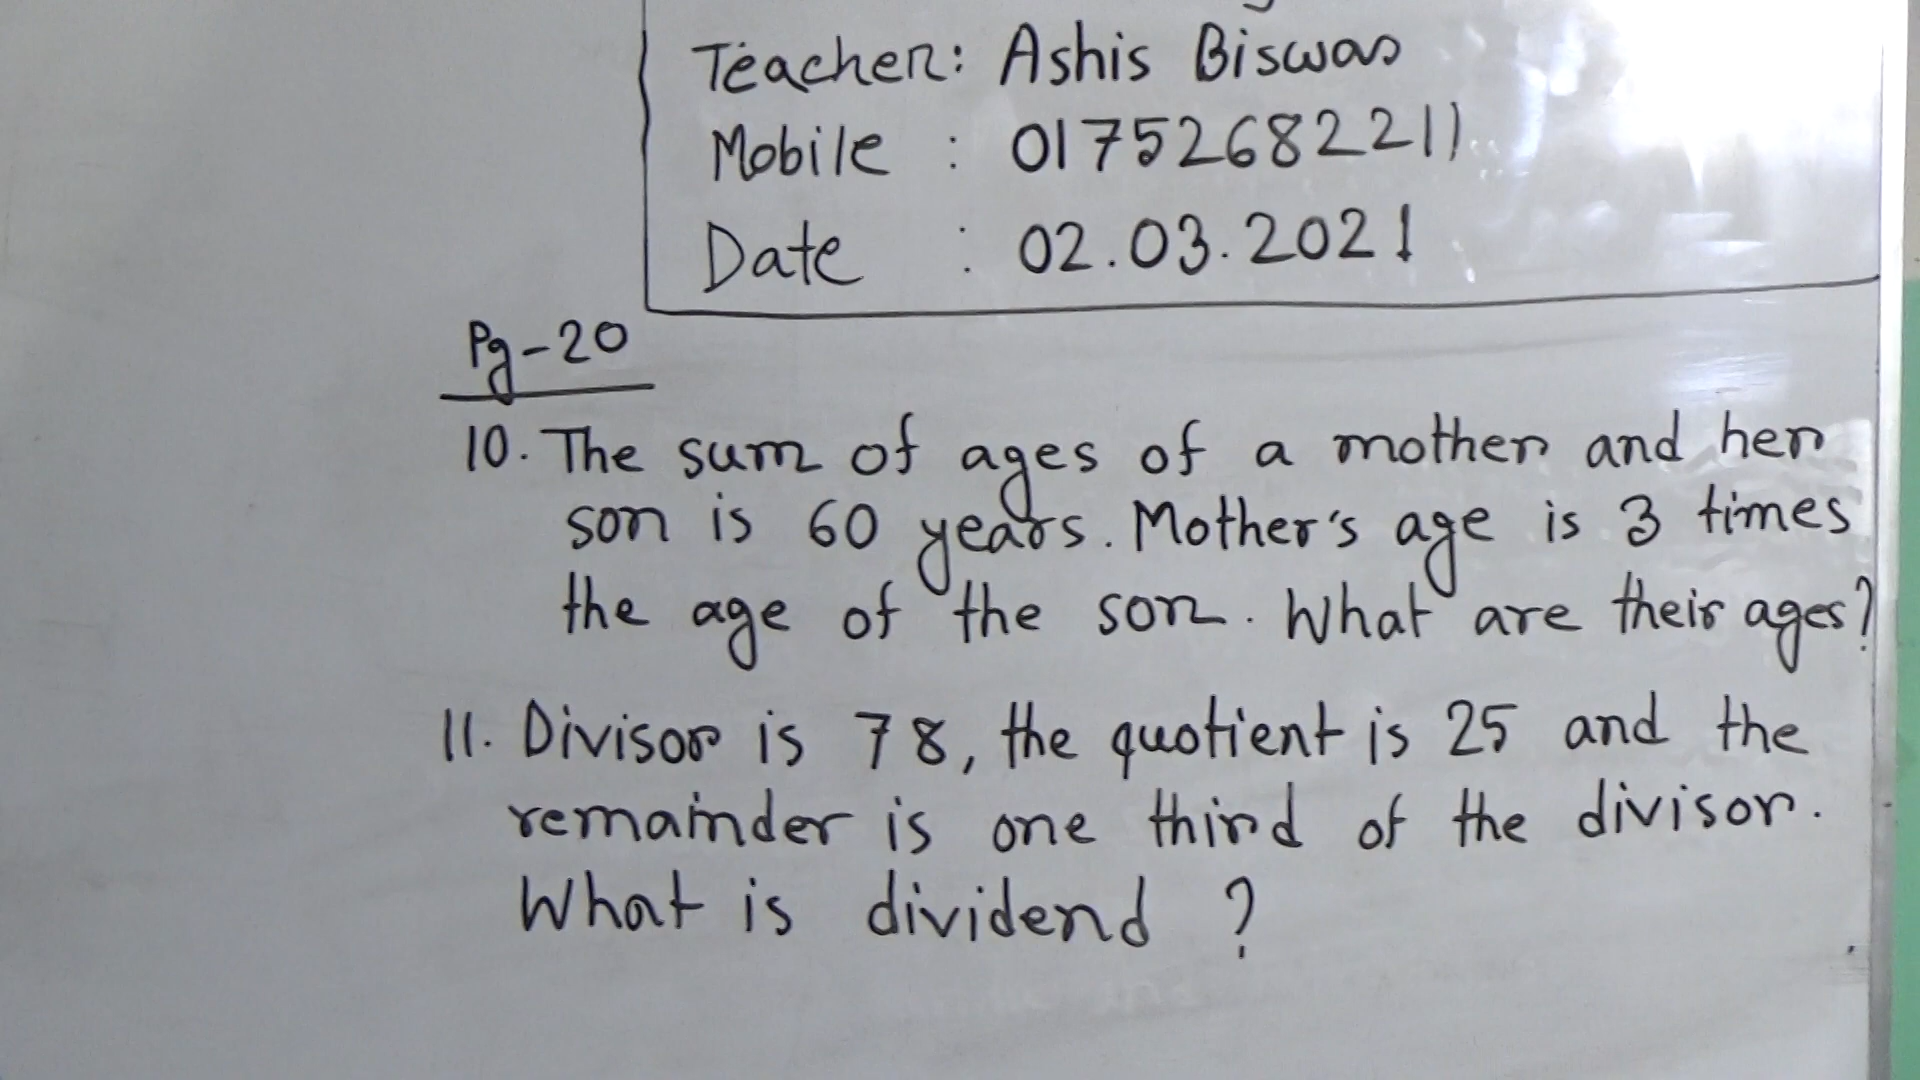 Teacher: Ashis Biswas
Mobile : 01752682211
Date : 02.03.2021
Pg-20
10. The sum of ages of a mother and her
son is 60 years. Mother's age is 3 times
the age of the son. What are their ages?
11. Divisor is 78, the quotient is 25 and the
remainder is one third of the divisor.
What is dividend ?